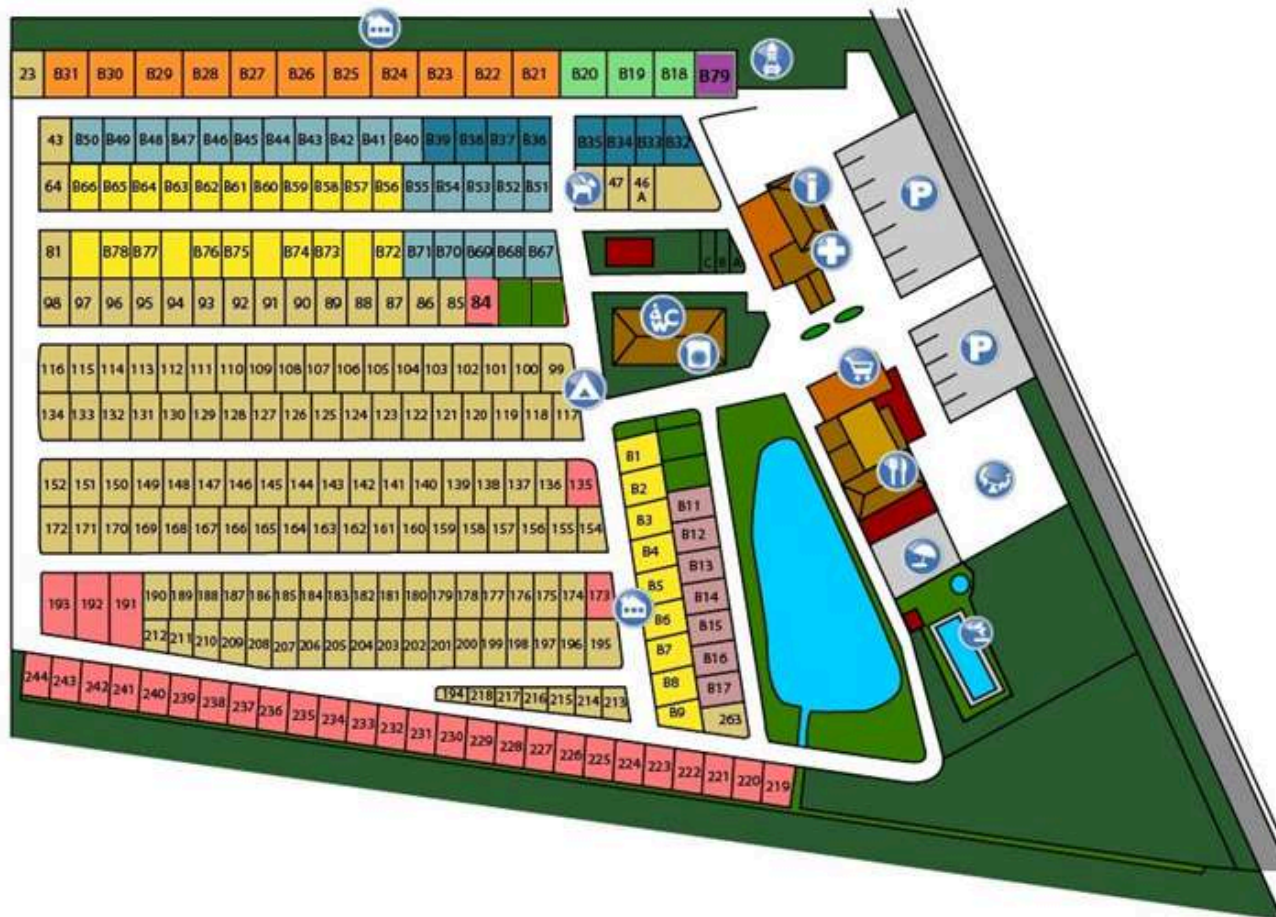 23 B31 B30 B29 B28 B27 B26 B25 B24 B23 B22 B21 B20 B19 B18 B79
43 B50 B49 B48 B47 B46 B45 B44 B43 B42 B41 B40 B39 B38 B37 B36 B35 B34 B33 B32
64 B66 B65 B64 B63 B62 B61 B60 B59 B58 B57 B56 B55 B54 B53 B52 B51 47 46
A
i
P
81 B78 B77 B76 B75 B74 B73 B72 B71 B70 B69 B68 B67 C B A
98 97 96 95 94 93 92 91 90 89 88 87 86 85 84
WC
P
116 115 114 113 112 111 110 109 108 107 106 105 104 103 102 101 100 99
134 133 132 131 130 129 128 127 126 125 124 123 122 121 120 119 118 117
152 151 150 149 148 147 146 145 144 143 142 141 140 139 138 137 136 135
172 171 170 169 168 167 166 165 164 163 162 161 160 159 158 157 156 155 154
193 192 191 190 189 188 187 186 185 184 183 182 181 180 179 178 177 176 175 174 173
212 211 210 209 208 207 206 205 204 203 202 201 200 199 198 197 196 195
194 218 217 216 215 214 213
B1
B2
B3
B4
B5
B6
B7
B8
B9
B11
B12
B13
B14
B15
B16
B17
263
244 243 242 241 240 239 238 237 236 235 234 233 232 231 230 229 228 227 226 225 224 223 222 221 220 219